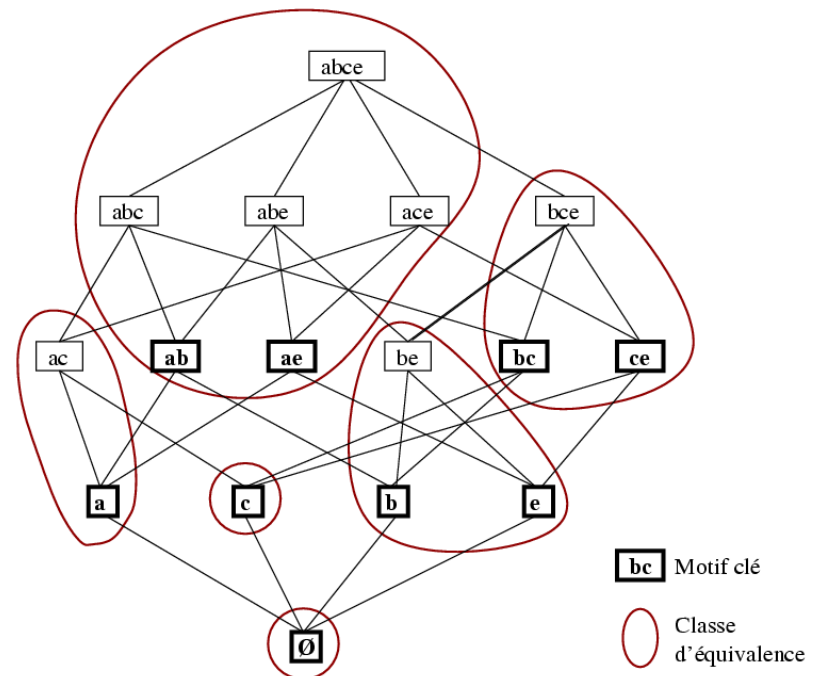 abce
abc
abe
ace
bce
ac
ab
ae
be
bc
ce
a
c
b
e
Ø
bc Motif clé
Classe
d'équivalence